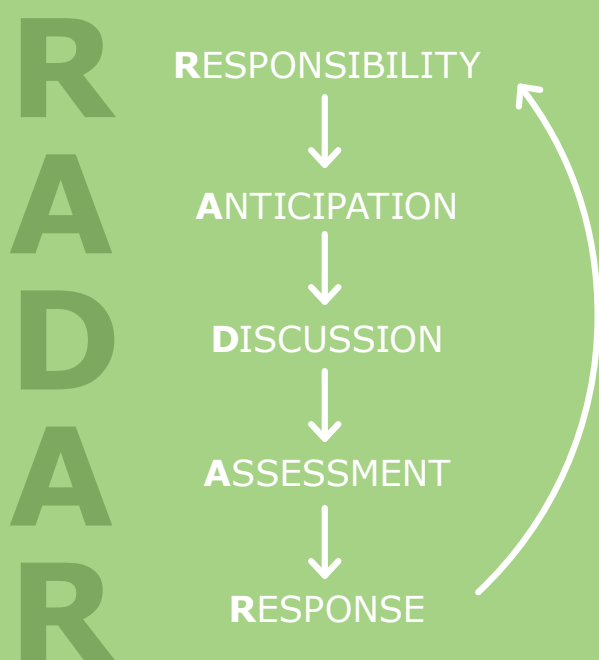 R
A
D
A
R
RESPONSIBILITY
ANTICIPATION
DISCUSSION
ASSESSMENT
RESPONSE